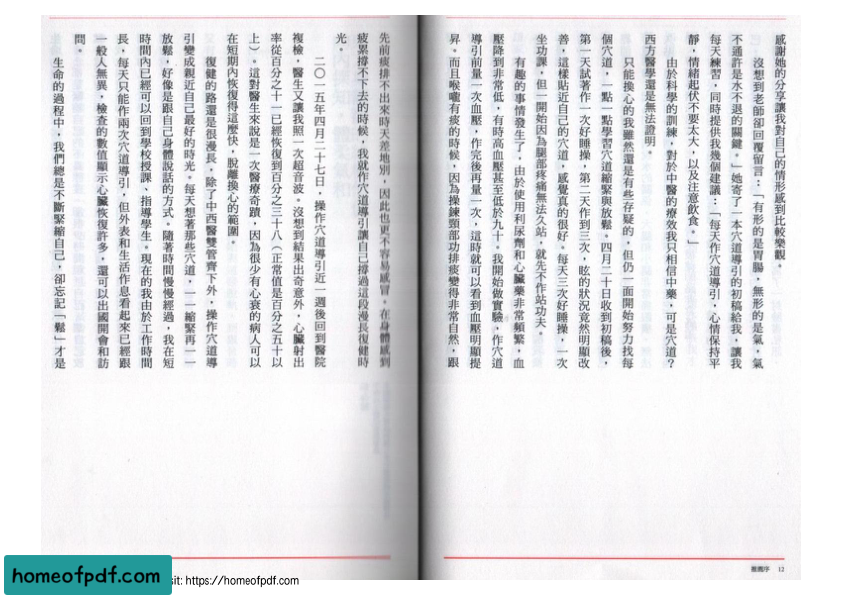 感謝她的分享讓我對自己的情形感到比較樂觀。
沒想到老師卻回覆留言：「有形的是胃腸，無形的是氣，氣
不通許是水不退的關鍵。」她寄了一本穴道導引的初稿給我，讓我
每天練習，同時提供我幾個建議：「每天作穴道導引，心情保持平
靜，情緒起伏不要太大，以及注意飲食。」
由於科學的訓練，對於中醫的療效我只相信中藥，可是穴道？
西方醫學還是無法證明。
只能換心的我雖然還是有些存疑的，但仍一面開始努力找每
個穴道，一點一點學習穴道縮緊與放鬆。四月二十日收到初稿後，
第一天試著作一次好睡操，第二天作到三次，眩的狀況竟然明顯改
善，這樣貼近自己的穴道，感覺真的很好。每天三次好睡操，一次
坐功課，但一開始因為腿部疼痛無法久站，就先不作站功夫。
有趣的事情發生了，由於使用利尿劑和心臟藥非常頻繁，血
壓降到非常低，有時高血壓甚至低於九十。我開始做實驗，作穴道
導引前量一次血壓，作完後再量一次，這時就可以看到血壓明顯提
昇。而且喉嚨有痰的時候，因為操鍊頸部功排痰變得非常自然，跟
先前痰排不出來時天差地別，因此也更不容易感冒。在身體感到
疲累撐不下去的時候，我就作穴道導引讓自己撐過這段漫長復健時
光。
二〇一五年四月二十七日，操作穴道導引近一週後回到醫院
複檢，醫生又讓我照一次超音波。沒想到結果出奇意外，心臟射出
率從百分之十一已經恢復到百分之三十八（正常值是百分之五十以
上）。這對醫生來說是一次醫療奇蹟，因為很少有心衰的病人可以
在短期內恢復得這麼快，脫離換心的範圍。
復健的路還是很漫長，除了中西醫雙管齊下外，操作穴道導
引變成親近自己最好的時光。每天想著那些穴道，一一縮緊再一一
放鬆，好像是跟自己身體說話的方式。隨著時間慢慢經過，我在短
時間內已經可以回到學校授課、指導學生。現在的我由於工作時間
長，每天只能作兩次穴道導引，但外表和生活作息看起來已經跟
一般人無異，檢查的數值顯示心臟恢復許多，還可以出國開會和訪
問。
生命的過程中，我們總是不斷緊縮自己，卻忘記「鬆」才是
推薦序 12
homeofpdf.com
sit: https://homeofpdf.com